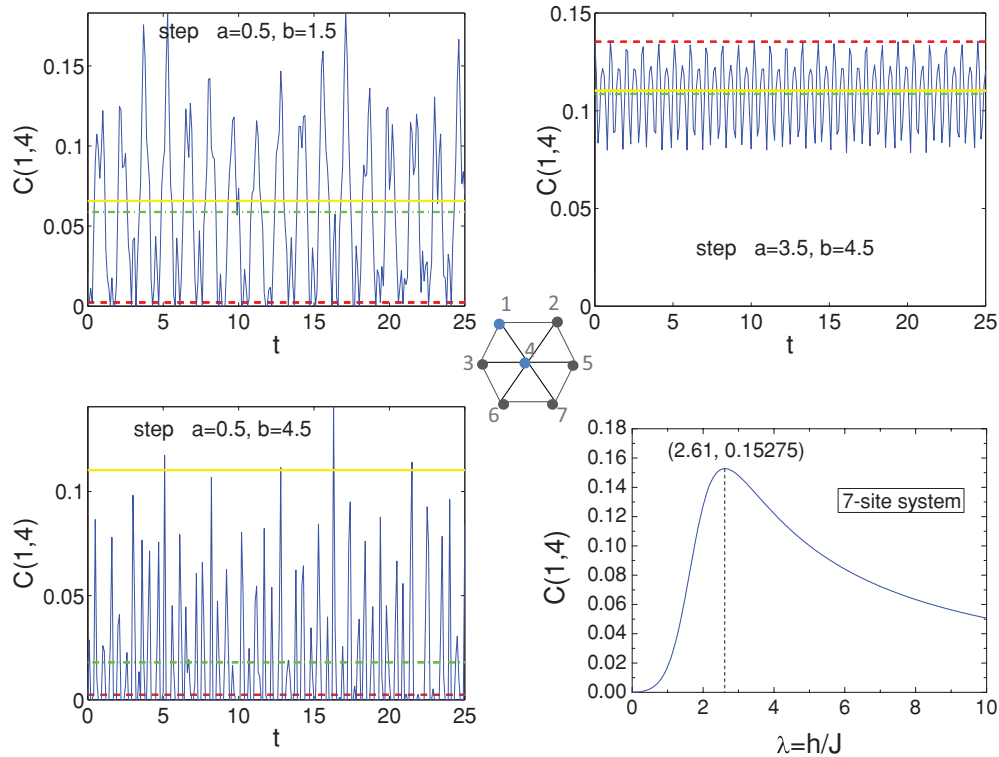 step a=0.5, b=1.5
C(1,4)
0.15
0.1
0.05
0
0 5 10 15 20 25
t
0.15
0.1
0.05
0
C(1,4)
step a=3.5, b=4.5
0 5 10 15 20 25
t
1 2
3 4 5
6 7
step a=0.5, b=4.5
C(1,4)
0.1
0.05
0
0 5 10 15 20 25
t
0.18
0.16
0.14
0.12
0.10
0.08
0.06
0.04
0.02
0.00
C(1,4)
(2.61, 0.15275)
7-site system
0 2 4 6 8 10
λ=h/J